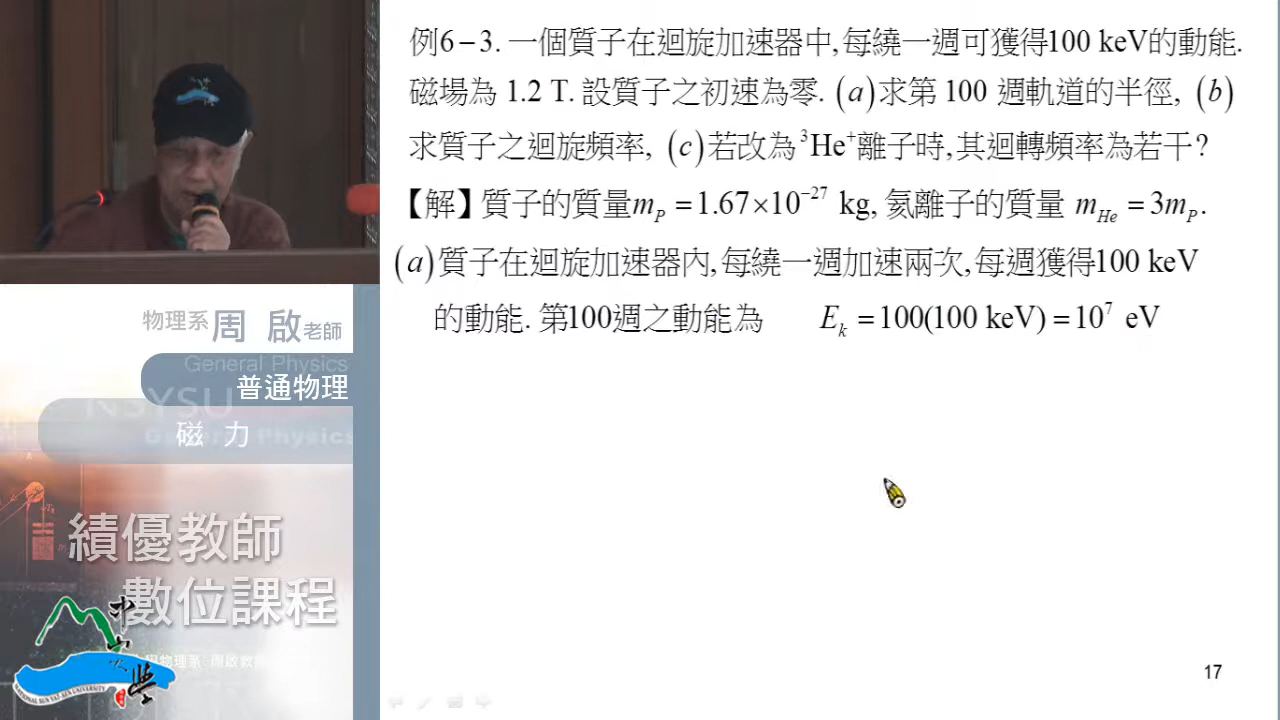 例6-3. 一個質子在迴旋加速器中,每繞一週可獲得100 keV的動能.
磁場為 1.2 T. 設質子之初速為零. (a)求第 100 週軌道的半徑, (b)
求質子之迴旋頻率, (c)若改為 ³He⁺離子時,其迴轉頻率為若干?
【解】質子的質量m_P = 1.67×10⁻²⁷ kg, 氦離子的質量 m_He = 3m_P.
(a)質子在迴旋加速器內,每繞一週加速兩次,每週獲得100 keV
的動能. 第100週之動能為 E_k = 100(100 keV) = 10⁷ eV
物理系 周 啟 老師
General Physics
普通物理
NSYSU
磁 力
General Physics
績優教師
數位課程
NATIONAL SUN YAT-SEN UNIVERSITY
17